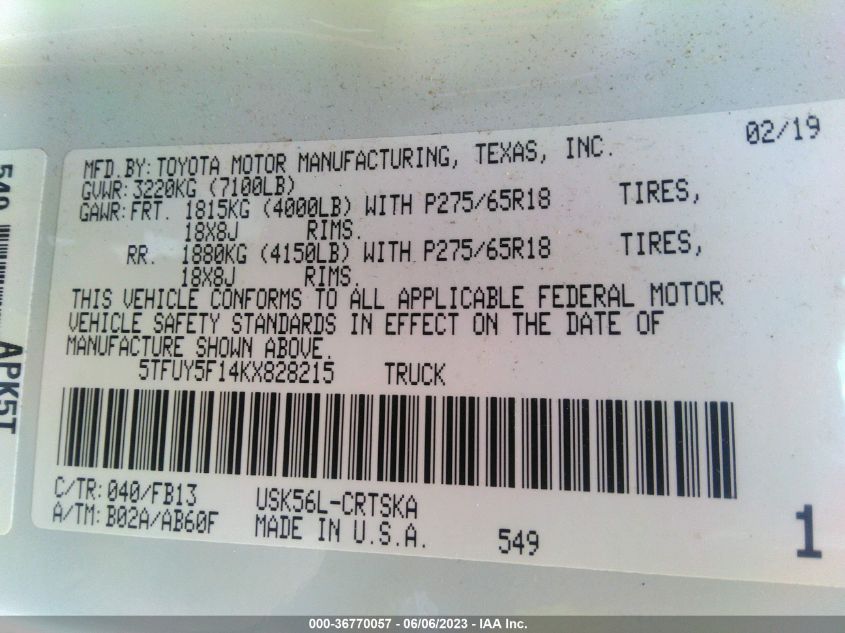 02/19
MFD.BY: TOYOTA MOTOR MANUFACTURING, TEXAS, INC.
GVWR: 3220KG (7100LB)
GAWR: FRT. 1815KG (4000LB) WITH P275/65R18 TIRES,
18X8J RIMS.
RR. 1880KG (4150LB) WITH P275/65R18 TIRES,
18X8J RIMS.
THIS VEHICLE CONFORMS TO ALL APPLICABLE FEDERAL MOTOR
VEHICLE SAFETY STANDARDS IN EFFECT ON THE DATE OF
MANUFACTURE SHOWN ABOVE.
5TFUY5F14KX828215 TRUCK
C/TR: 040/FB13 USK56L-CRTSKA
A/TM: B02A/AB60F MADE IN U.S.A. 549
1
549
APK5T
000-36770057 - 06/06/2023 - IAA Inc.